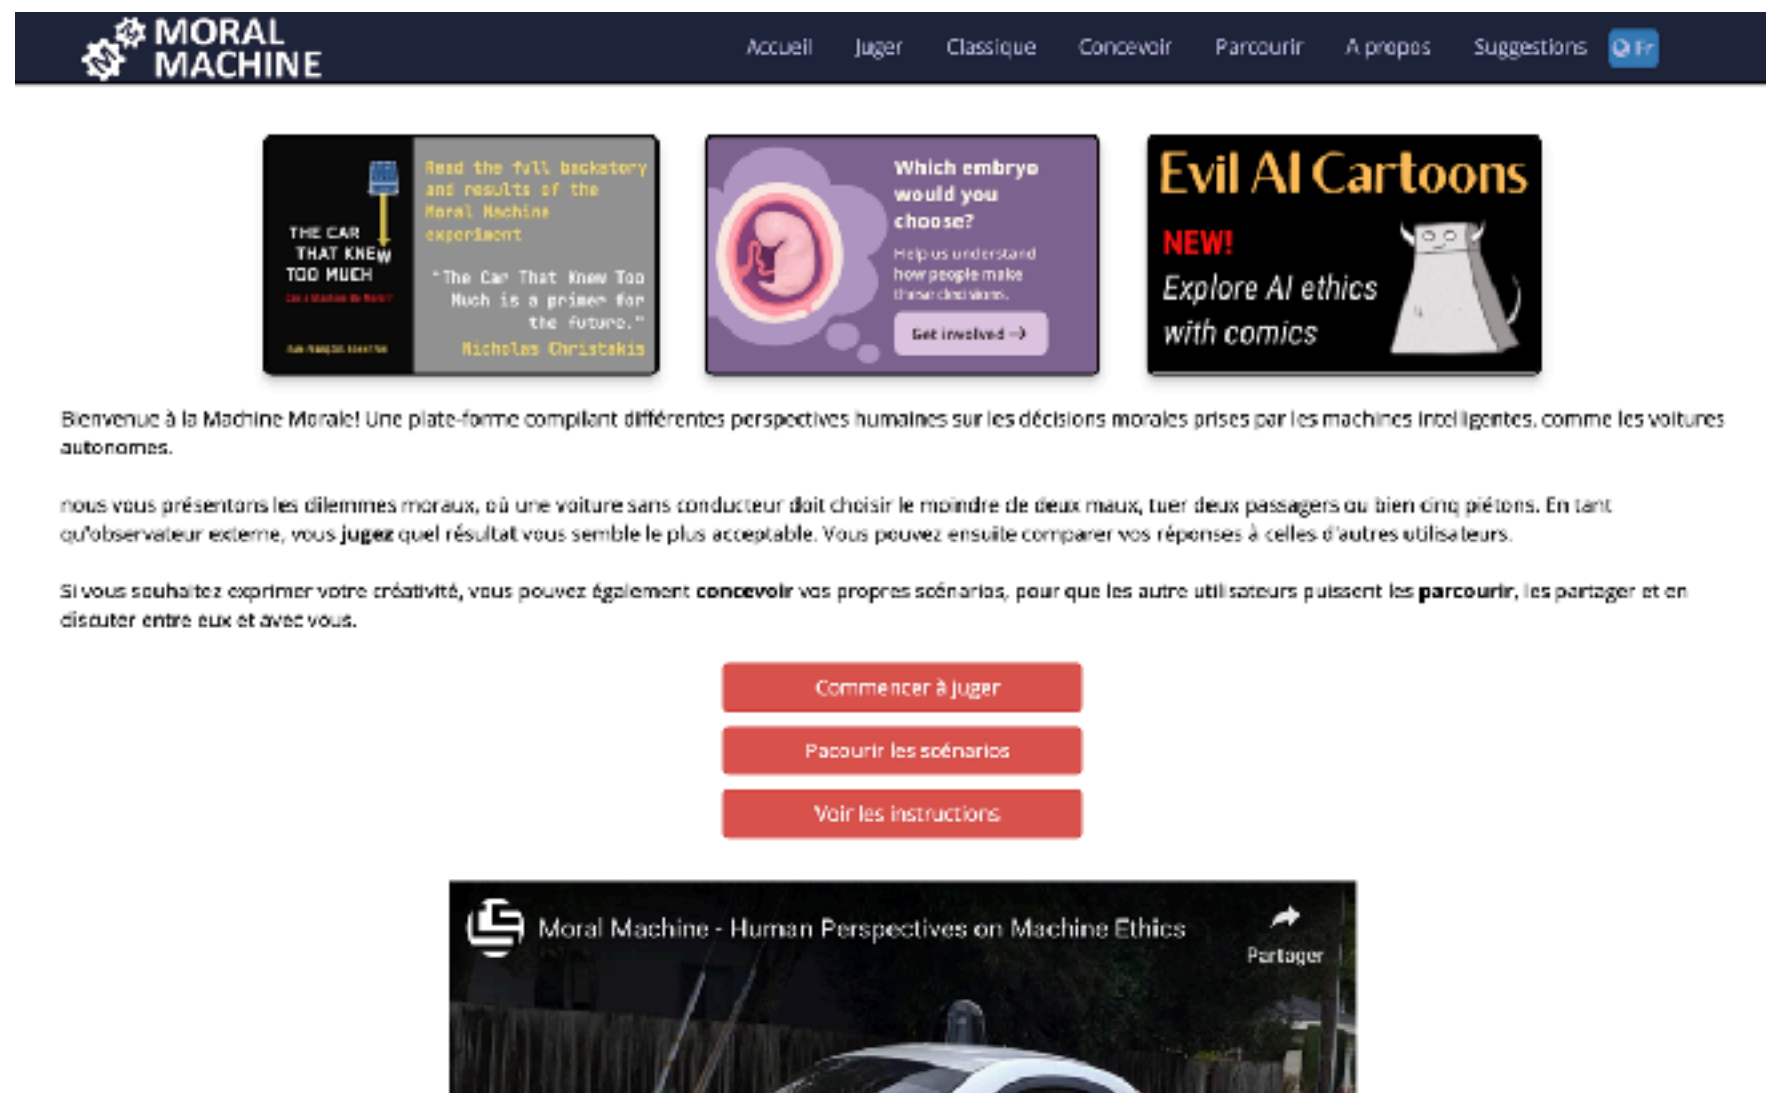 MORAL
MACHINE
Accueil
Juger
Classique
Concevoir
Parcourir
A propos
Suggestions
Fr
THE CAR
THAT KNEW
TOO MUCH
Read the full backstory
and results of the
Moral Machine
experiment
"The Car That Knew Too
Much is a primer for
the future."
Nicholas Christakis
Which embryo
would you
choose?
Help us understand
how people make
these decisions.
Get involved →
Evil AI Cartoons
NEW!
Explore AI ethics
with comics
Bienvenue à la Machine Morale! Une plate-forme compilant différentes perspectives humaines sur les décisions morales prises par les machines intelligentes, comme les voitures
autonomes.
nous vous présentons les dilemmes moraux, où une voiture sans conducteur doit choisir le moindre de deux maux, tuer deux passagers ou bien cinq piétons. En tant
qu'observateur externe, vous jugez quel résultat vous semble le plus acceptable. Vous pouvez ensuite comparer vos réponses à celles d'autres utilisateurs.
Si vous souhaitez exprimer votre créativité, vous pouvez également concevoir vos propres scénarios, pour que les autre utilisateurs puissent les parcourir, les partager et en
discuter entre eux et avec vous.
Commencer à juger
Pacourir les scénarios
Voir les instructions
Moral Machine - Human Perspectives on Machine Ethics
Partager